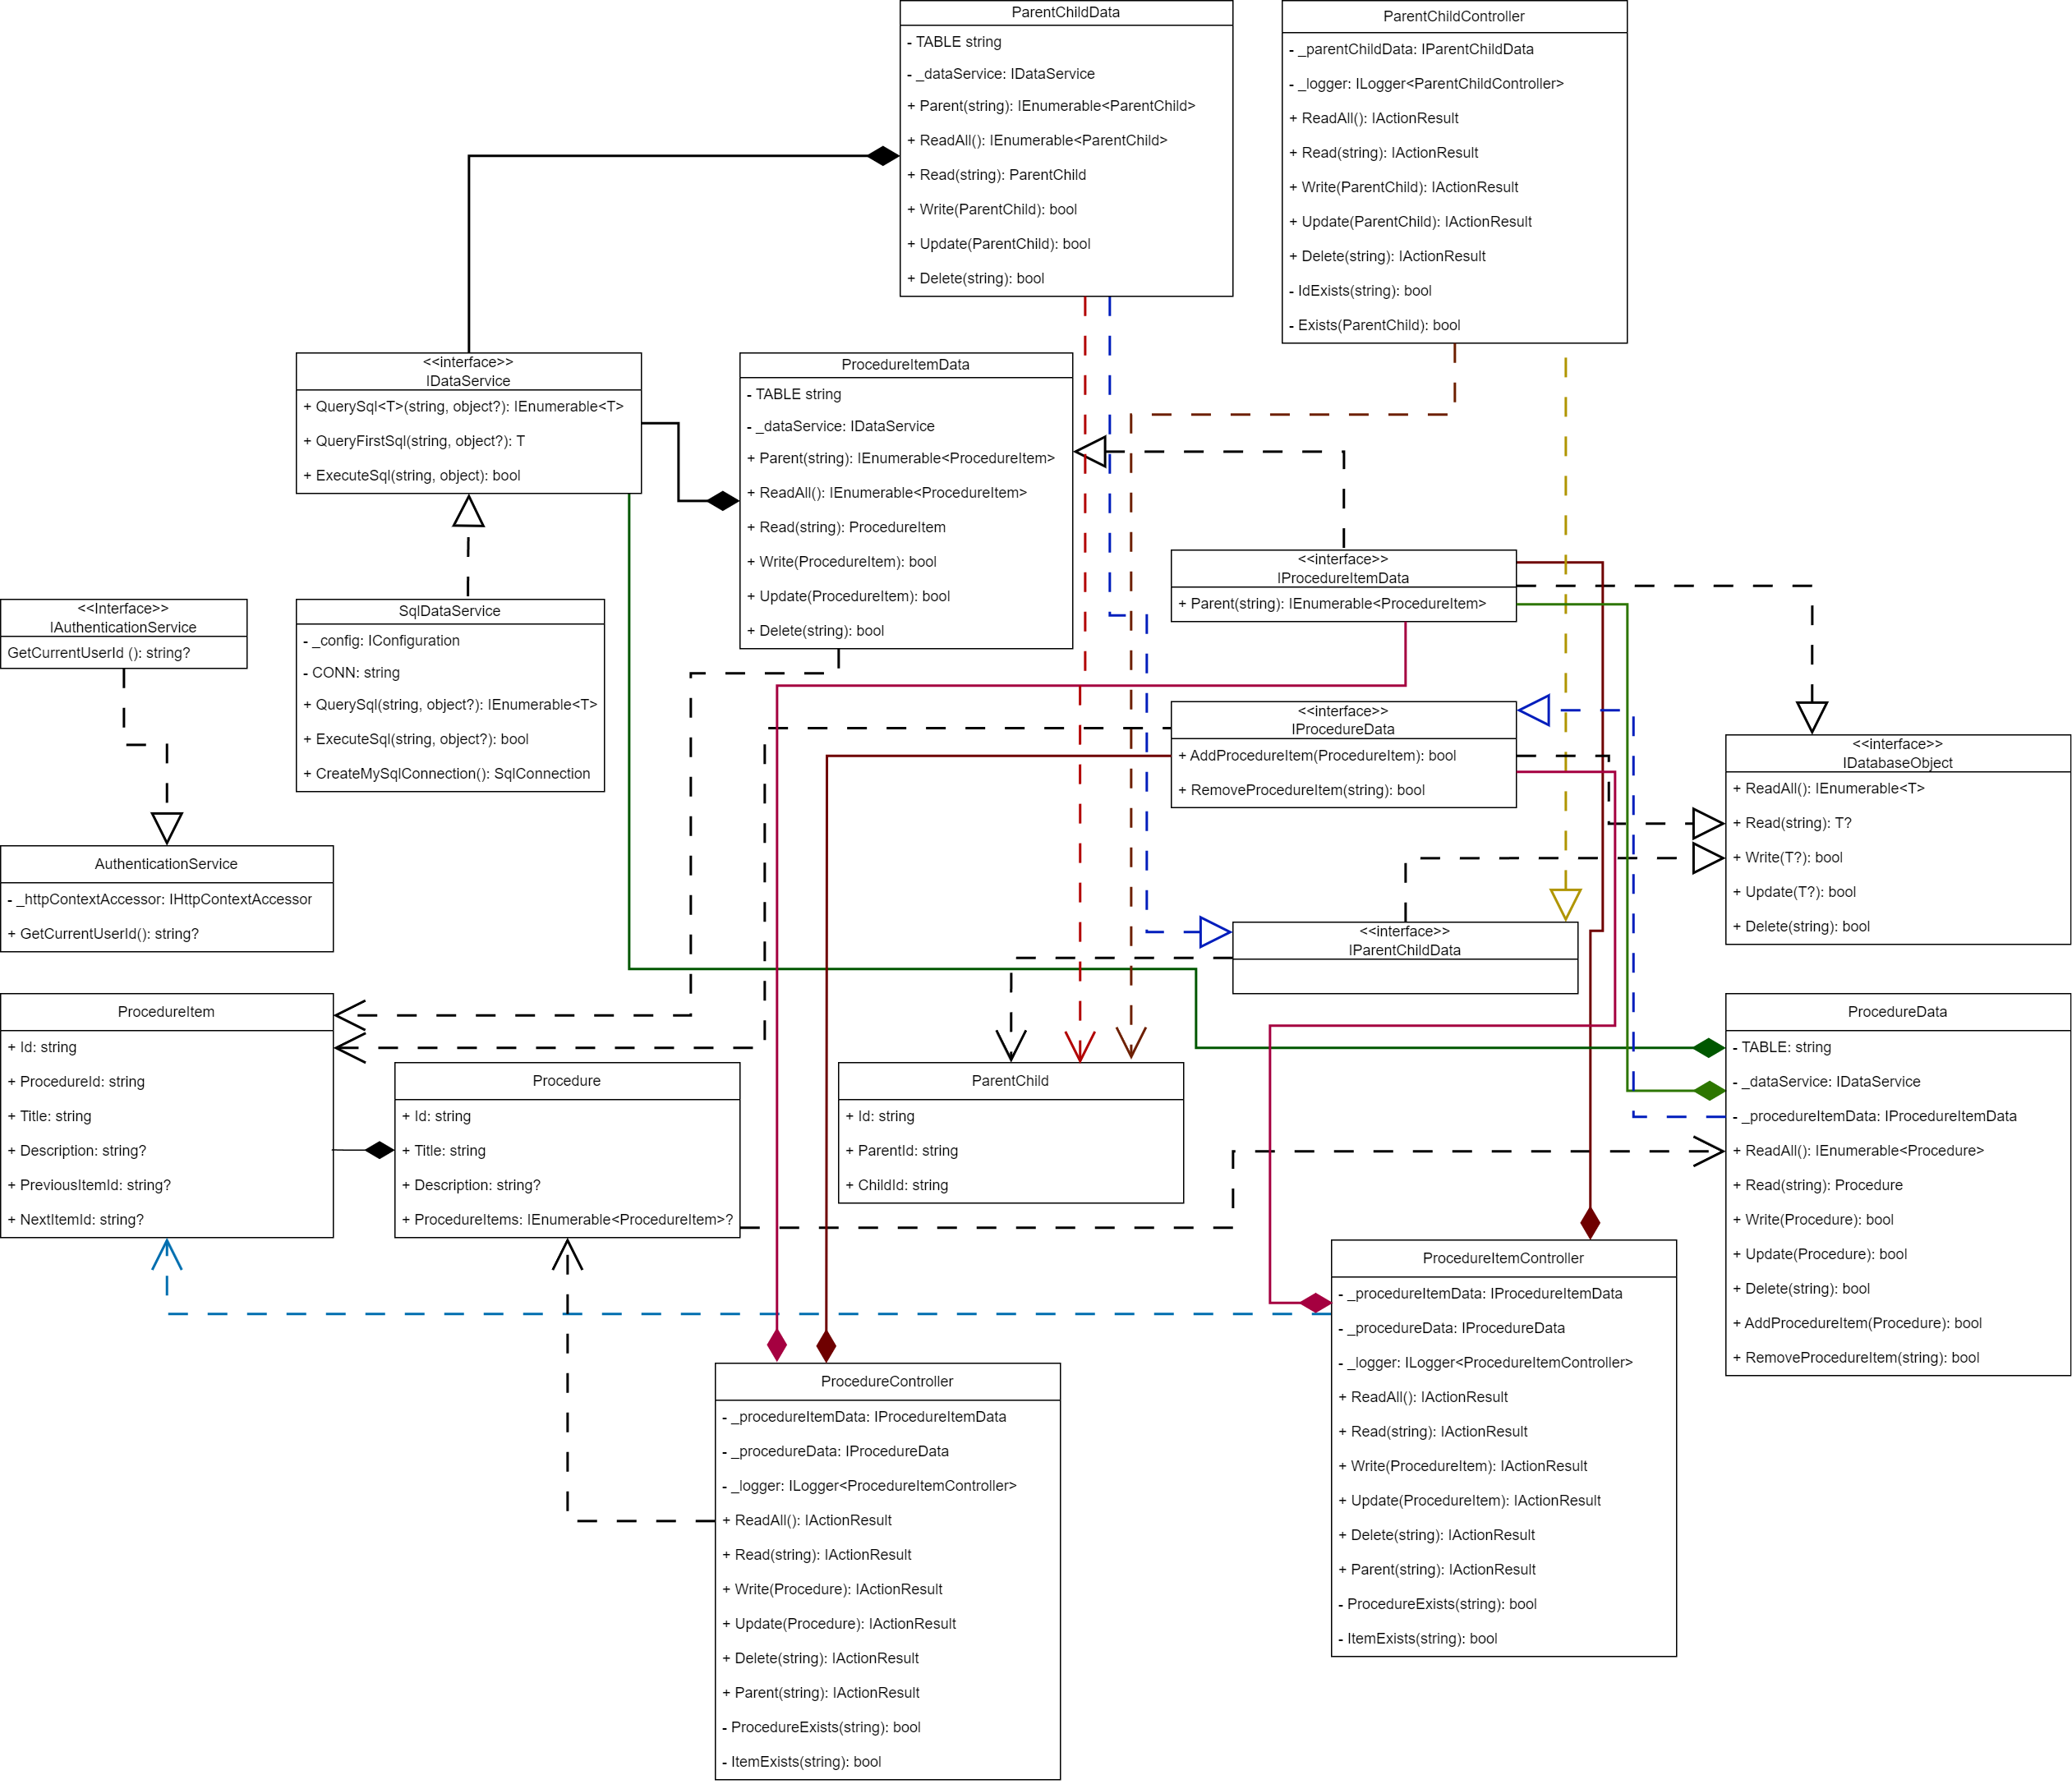 ParentChildData
- TABLE string
- _dataService: IDataService
+ Parent(string): IEnumerable<ParentChild>
+ ReadAll(): IEnumerable<ParentChild>
+ Read(string): ParentChild
+ Write(ParentChild): bool
+ Update(ParentChild): bool
+ Delete(string): bool
ParentChildController
- _parentChildData: IParentChildData
- _logger: ILogger<ParentChildController>
+ ReadAll(): IActionResult
+ Read(string): IActionResult
+ Write(ParentChild): IActionResult
+ Update(ParentChild): IActionResult
+ Delete(string): IActionResult
- IdExists(string): bool
- Exists(ParentChild): bool
<<interface>>
IDataService
+ QuerySql<T>(string, object?): IEnumerable<T>
+ QueryFirstSql(string, object?): T
+ ExecuteSql(string, object): bool
ProcedureItemData
- TABLE string
- _dataService: IDataService
+ Parent(string): IEnumerable<ProcedureItem>
+ ReadAll(): IEnumerable<ProcedureItem>
+ Read(string): ProcedureItem
+ Write(ProcedureItem): bool
+ Update(ProcedureItem): bool
+ Delete(string): bool
<<interface>>
IProcedureItemData
+ Parent(string): IEnumerable<ProcedureItem>
<<Interface>>
IAuthenticationService
GetCurrentUserId (): string?
SqlDataService
- _config: IConfiguration
- CONN: string
+ QuerySql(string, object?): IEnumerable<T>
+ ExecuteSql(string, object?): bool
+ CreateMySqlConnection(): SqlConnection
<<interface>>
IProcedureData
+ AddProcedureItem(ProcedureItem): bool
+ RemoveProcedureItem(string): bool
<<interface>>
IDatabaseObject
+ ReadAll(): IEnumerable<T>
+ Read(string): T?
+ Write(T?): bool
+ Update(T?): bool
+ Delete(string): bool
AuthenticationService
- _httpContextAccessor: IHttpContextAccessor
+ GetCurrentUserId(): string?
<<interface>>
IParentChildData
ProcedureItem
+ Id: string
+ ProcedureId: string
+ Title: string
+ Description: string?
+ PreviousItemId: string?
+ NextItemId: string?
Procedure
+ Id: string
+ Title: string
+ Description: string?
+ ProcedureItems: IEnumerable<ProcedureItem>?
ParentChild
+ Id: string
+ ParentId: string
+ ChildId: string
ProcedureData
- TABLE: string
- _dataService: IDataService
- _procedureItemData: IProcedureItemData
+ ReadAll(): IEnumerable<Procedure>
+ Read(string): Procedure
+ Write(Procedure): bool
+ Update(Procedure): bool
+ Delete(string): bool
+ AddProcedureItem(Procedure): bool
+ RemoveProcedureItem(string): bool
ProcedureItemController
- _procedureItemData: IProcedureItemData
- _procedureData: IProcedureData
- _logger: ILogger<ProcedureItemController>
+ ReadAll(): IActionResult
+ Read(string): IActionResult
+ Write(ProcedureItem): IActionResult
+ Update(ProcedureItem): IActionResult
+ Delete(string): IActionResult
+ Parent(string): IActionResult
- ProcedureExists(string): bool
- ItemExists(string): bool
ProcedureController
- _procedureItemData: IProcedureItemData
- _procedureData: IProcedureData
- _logger: ILogger<ProcedureItemController>
+ ReadAll(): IActionResult
+ Read(string): IActionResult
+ Write(Procedure): IActionResult
+ Update(Procedure): IActionResult
+ Delete(string): IActionResult
+ Parent(string): IActionResult
- ProcedureExists(string): bool
- ItemExists(string): bool